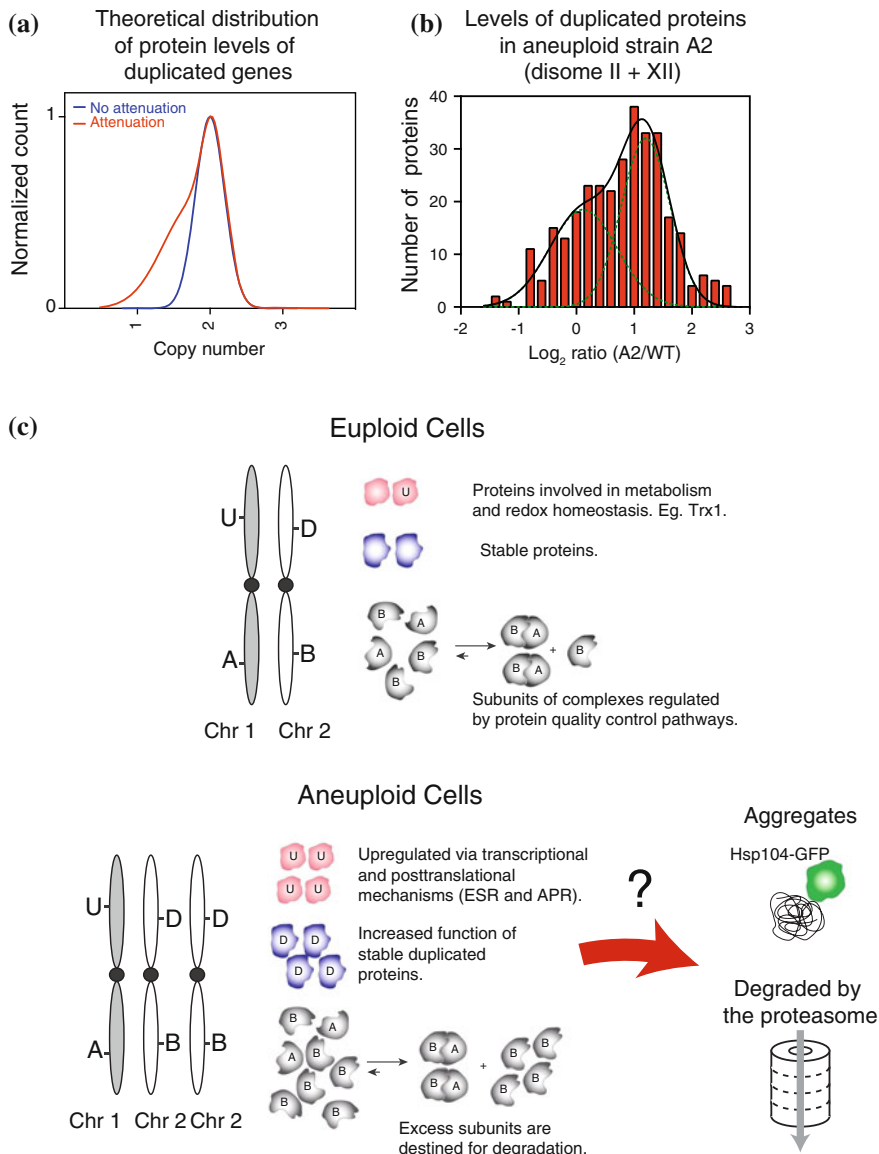 (a)
Theoretical distribution
of protein levels of
duplicated genes
No attenuation
Attenuation
Normalized count
1
0
1
2
3
Copy number
(b)
Levels of duplicated proteins
in aneuploid strain A2
(disome II + XII)
Number of proteins
40
30
20
10
0
-2
-1
0
1
2
3
Log2 ratio (A2/WT)
(c)
Euploid Cells
U
D
A
B
Chr 1
Chr 2
U
Proteins involved in metabolism
and redox homeostasis. Eg. Trx1.
Stable proteins.
B
A
A
B
B
B A
B A
+
B
Subunits of complexes regulated
by protein quality control pathways.
Aneuploid Cells
U
D
D
A
B
B
Chr 1
Chr 2
Chr 2
U U
U U
Upregulated via transcriptional
and posttranslational
mechanisms (ESR and APR).
D D
D D
Increased function of
stable duplicated
proteins.
B
A
A
B
B
B
B
B
B A
B A
+
B
B
B
B
Excess subunits are
destined for degradation.
?
Aggregates
Hsp104-GFP
Degraded by
the proteasome